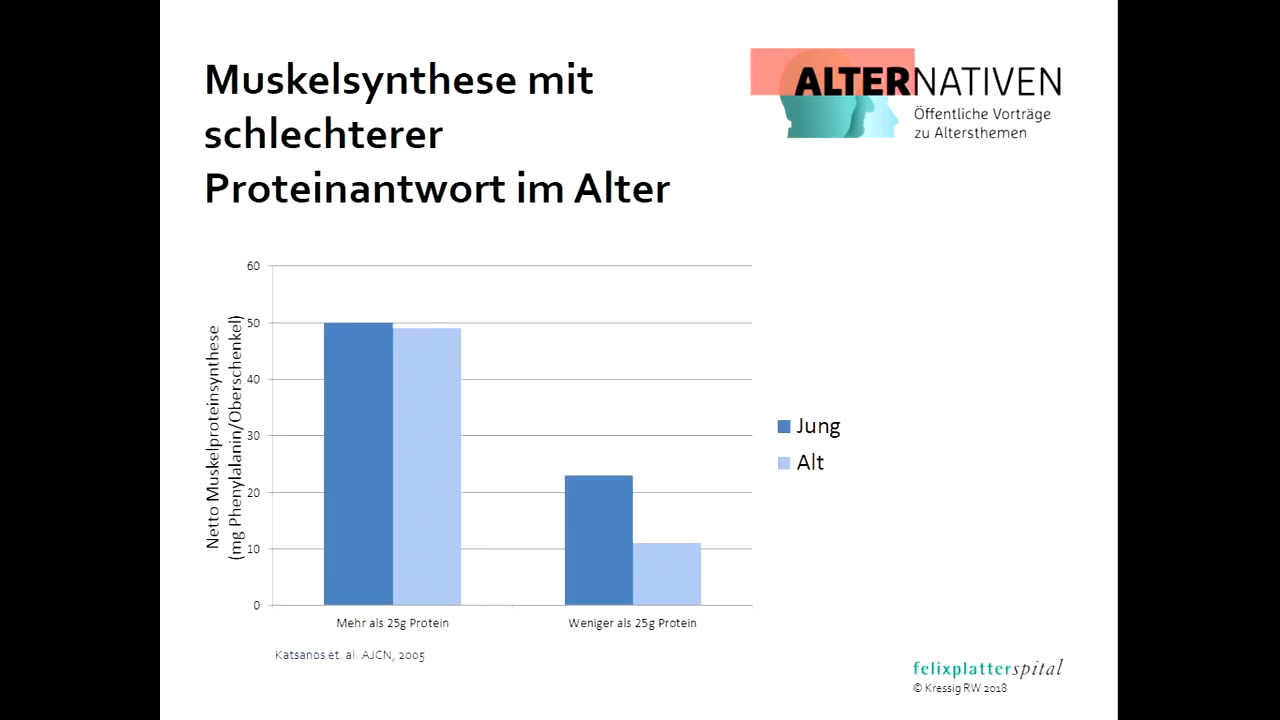 Muskelsynthese mit
schlechterer
Proteinantwort im Alter
ALTERNATIVEN
Öffentliche Vorträge
zu Altersthemen
Netto Muskelproteinsynthese
(mg Phenylalanin/Oberschenkel)
60
50
40
30
20
10
0
Mehr als 25g Protein
Weniger als 25g Protein
Jung
Alt
Katsanos et. al. AJCN, 2005
felixplatterspital
© Kressig RW 2018